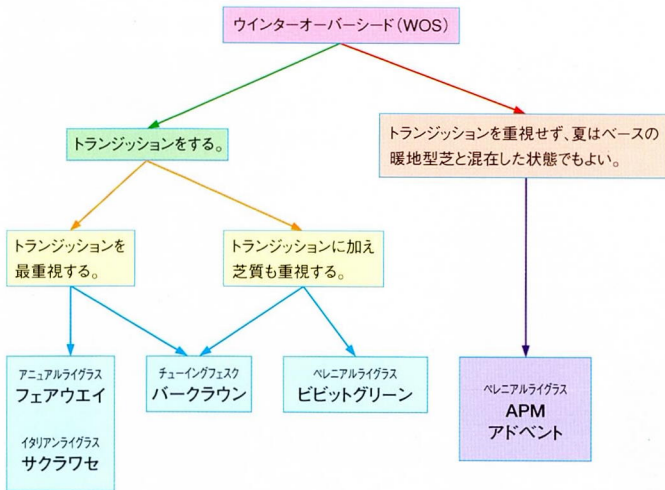 ウインターオーバーシード(WOS)
トランジッションをする。
トランジッションを重視せず、夏はベースの
暖地型芝と混在した状態でもよい。
トランジッションを
最重視する。
トランジッションに加え
芝質も重視する。
アニュアルライグラス
フェアウエイ
イタリアンライグラス
サクラワセ
チューイングフェスク
バークラウン
ペレニアルライグラス
ビビットグリーン
ペレニアルライグラス
APM
アドベント